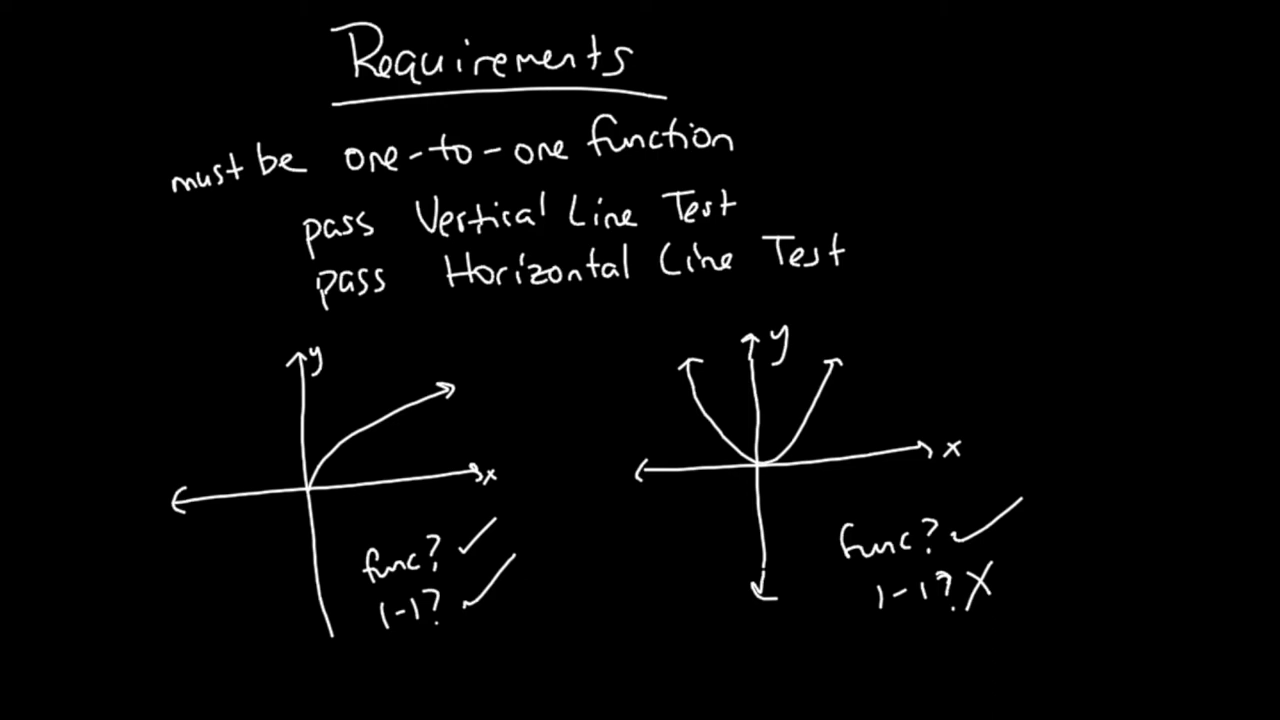 Requirements
must be one-to-one function
pass Vertical Line Test
pass Horizontal Line Test
y
x
func? ✓
1-1? ✓
y
x
func? ✓
1-1? X